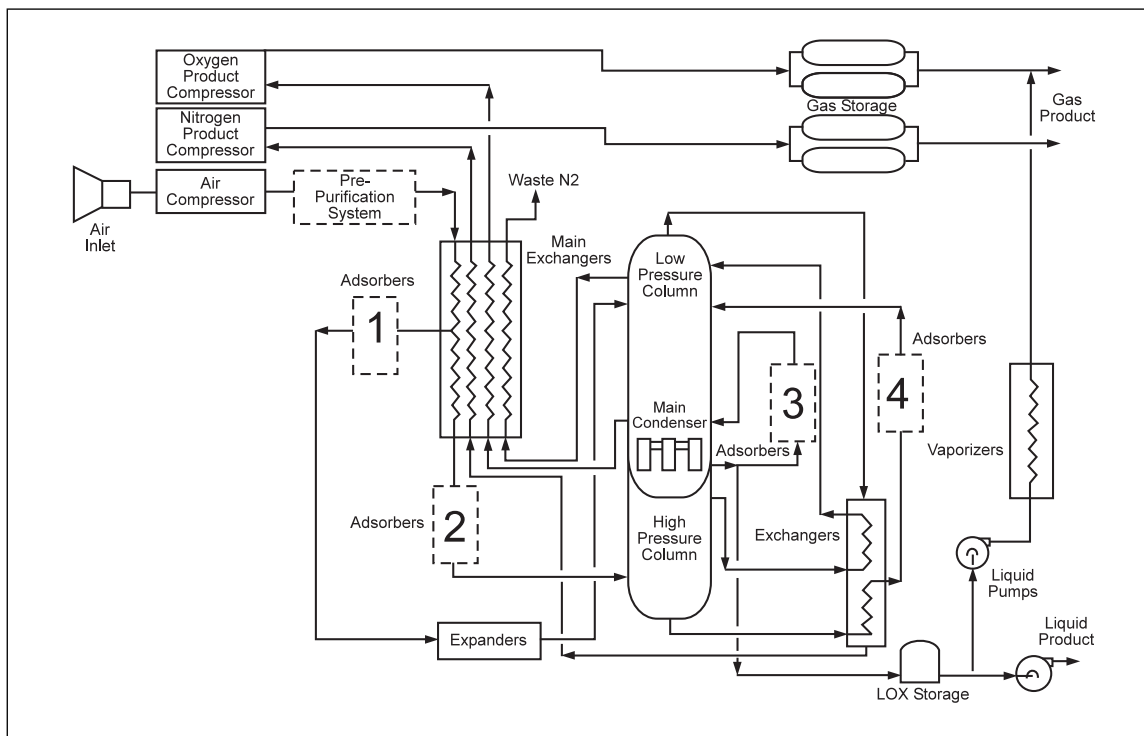 Oxygen
Product
Compressor
Nitrogen
Product
Compressor
Air
Compressor
Pre-
Purification
System
Air
Inlet
Waste N2
Main
Exchangers
Gas Storage
Gas
Product
Low
Pressure
Column
Adsorbers
1
Adsorbers
2
Main
Condenser
Adsorbers
3
Adsorbers
4
Vaporizers
High
Pressure
Column
Exchangers
Expanders
Liquid
Pumps
Liquid
Product
LOX Storage